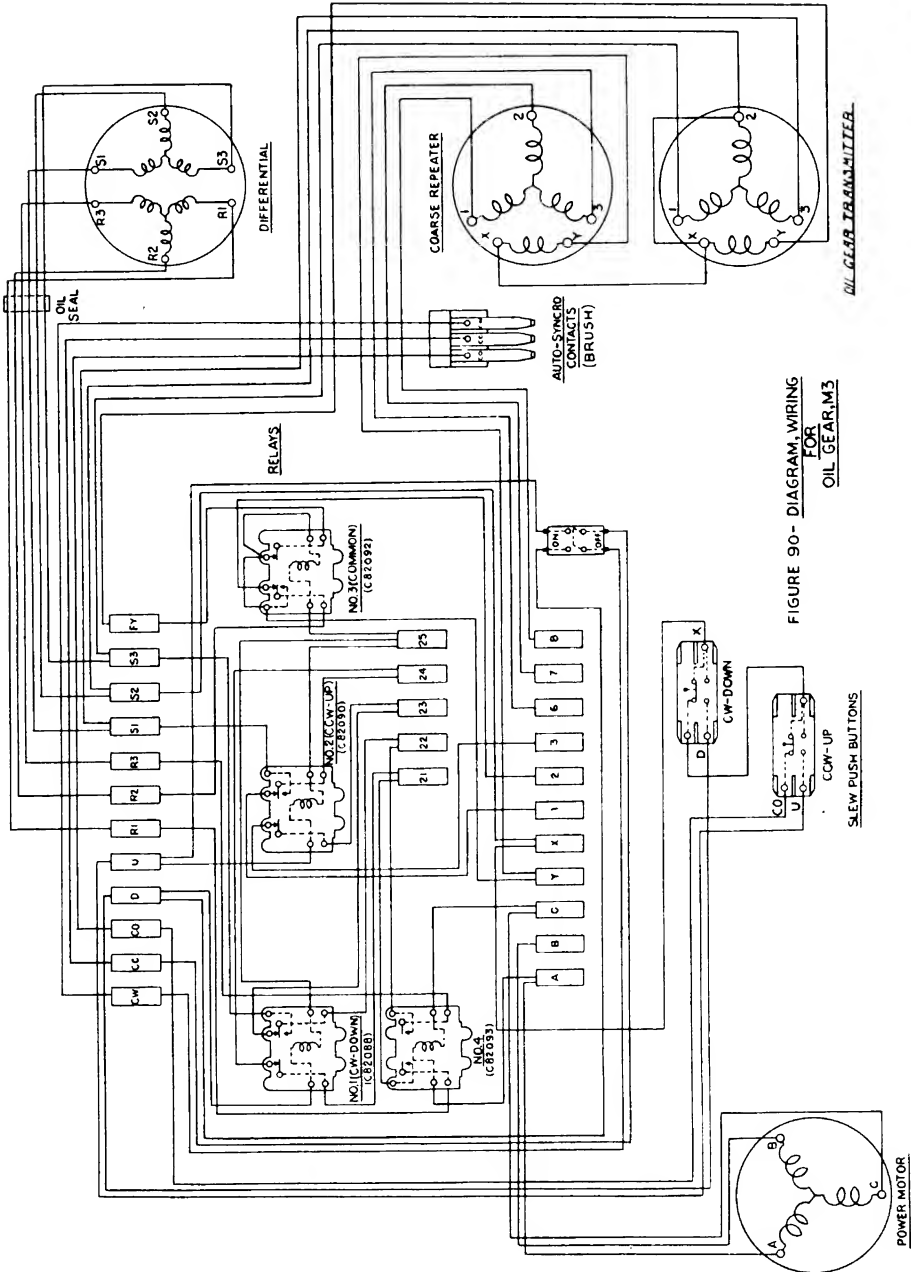 S1
S2
S3
R3
R2
R1
DIFFERENTIAL
OIL
SEAL
COARSE REPEATER
1
2
3
X
Y
1
2
3
X
Y
OIL GEAR TRANSMITTER
AUTO-SYNCRO
CONTACTS
(BRUSH)
RELAYS
NO.3 (COMMON)
(C82092)
NO.2 (CCW-UP)
(C82090)
NO.1 (CW-DOWN)
(C82088)
NO.4
(C82093)
CW
CC
CO
D
U
R1
R2
R3
S1
S2
S3
FY
21
22
23
24
25
A
B
C
Y
X
1
2
3
6
7
8
ON
OFF
X
D
CW-DOWN
CO
U
CCW-UP
SLEW PUSH BUTTONS
A
B
C
POWER MOTOR
FIGURE 90- DIAGRAM, WIRING
FOR
OIL GEAR, M3